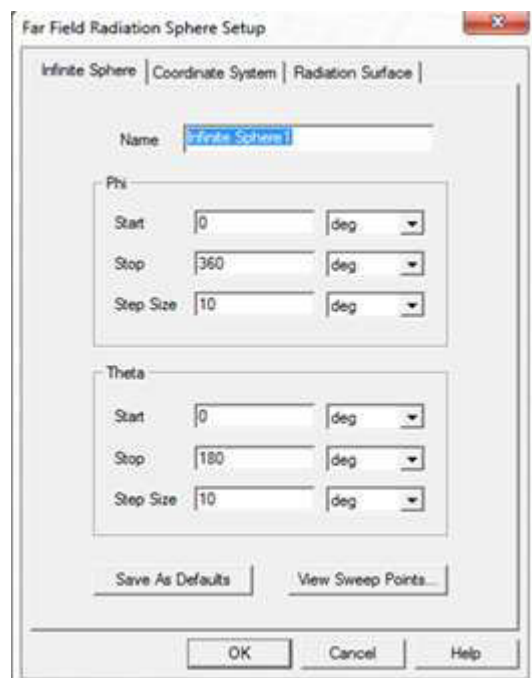 Far Field Radiation Sphere Setup
Infinite Sphere Coordinate System Radiation Surface
Name Infinite Sphere1
Phi
Start 0 deg
Stop 360 deg
Step Size 10 deg
Theta
Start 0 deg
Stop 180 deg
Step Size 10 deg
Save As Defaults View Sweep Points...
OK Cancel Help